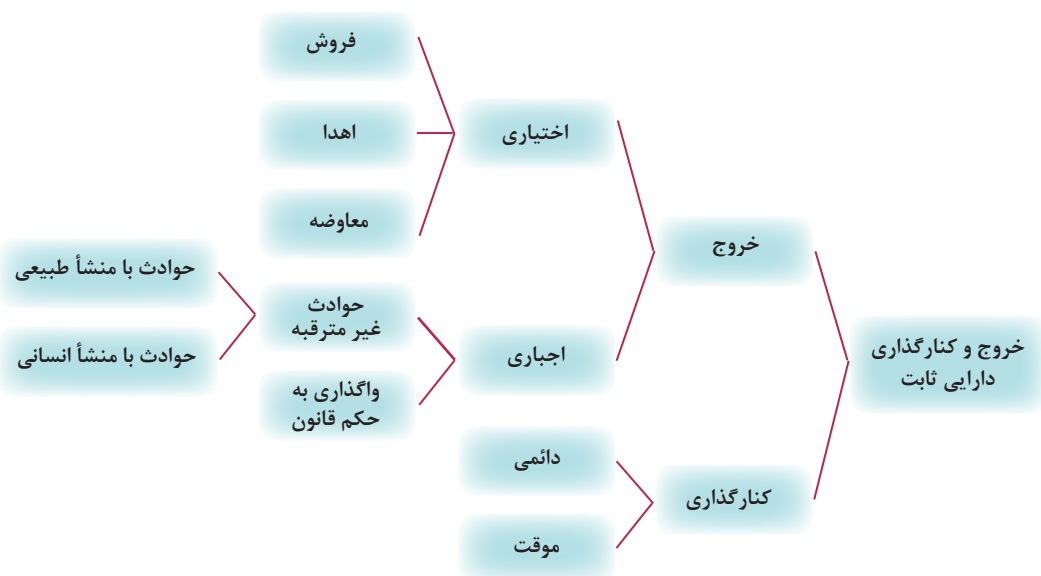 خروج و کنارگذاری
دارایی ثابت
خروج
اختیاری
فروش
اهدا
معاوضه
اجباری
حوادث
غیر مترقبه
حوادث با منشأ طبیعی
حوادث با منشأ انسانی
واگذاری به
حکم قانون
کنارگذاری
دائمی
موقت